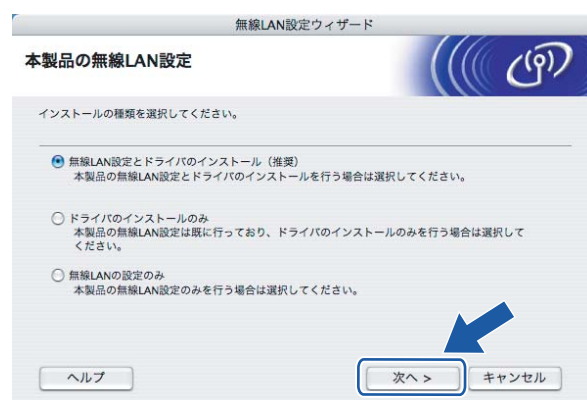 無線LAN設定ウィザード
本製品の無線LAN設定
インストールの種類を選択してください。
無線LAN設定とドライバのインストール（推奨）
本製品の無線LAN設定とドライバのインストールを行う場合は選択してください。
ドライバのインストールのみ
本製品の無線LAN設定は既に行っており、ドライバのインストールのみを行う場合は選択して
ください。
無線LANの設定のみ
本製品の無線LAN設定のみを行う場合は選択してください。
ヘルプ
次へ >
キャンセル